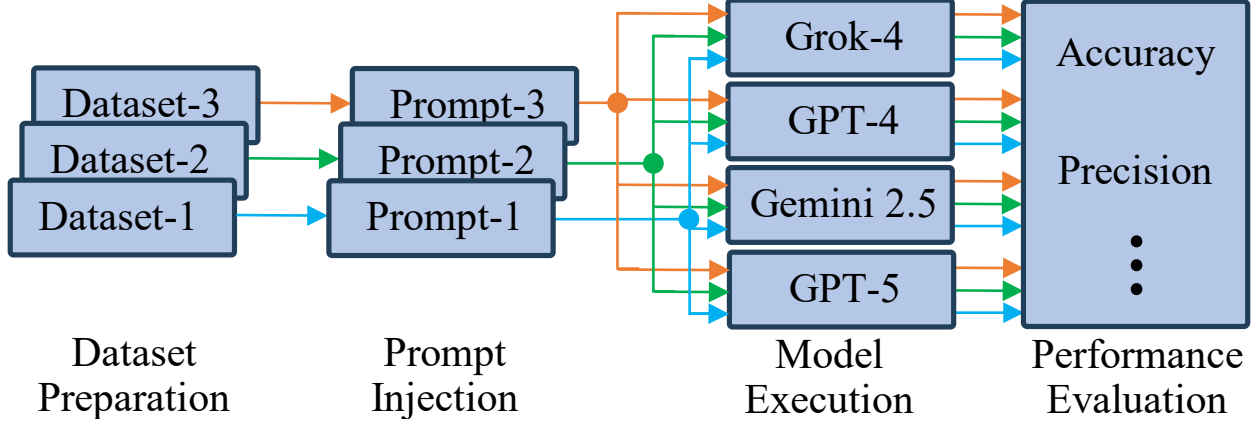 Dataset-3
Dataset-2
Dataset-1
Prompt-3
Prompt-2
Prompt-1
Grok-4
GPT-4
Gemini 2.5
GPT-5
Accuracy
Precision
Dataset
Preparation
Prompt
Injection
Model
Execution
Performance
Evaluation